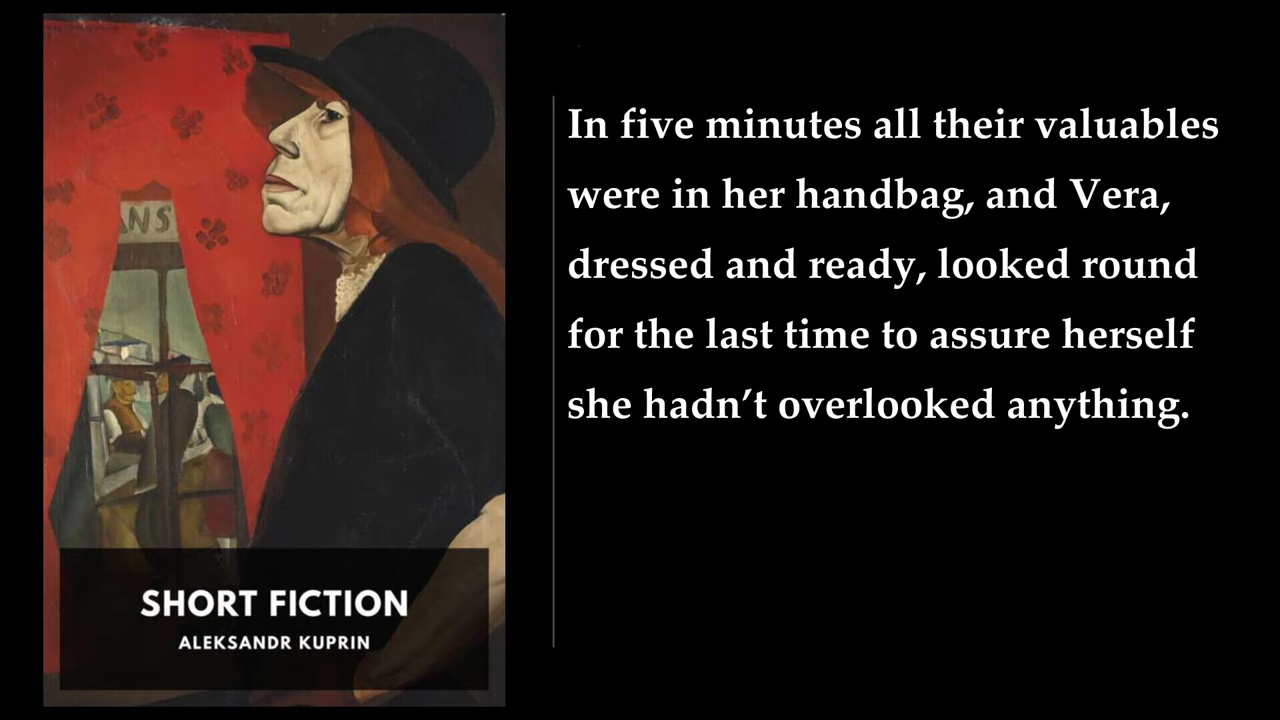 ANS
SHORT FICTION
ALEKSANDR KUPRIN
In five minutes all their valuables
were in her handbag, and Vera,
dressed and ready, looked round
for the last time to assure herself
she hadn’t overlooked anything.